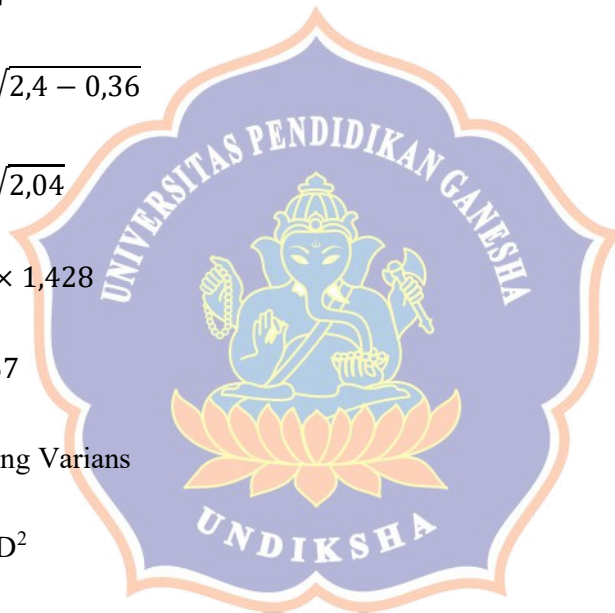 √2,4 − 0,36
√2,04
× 1,428
7
ng Varians
D²
UNIVERSITAS PENDIDIKAN GANESHA
UNDIKSHA